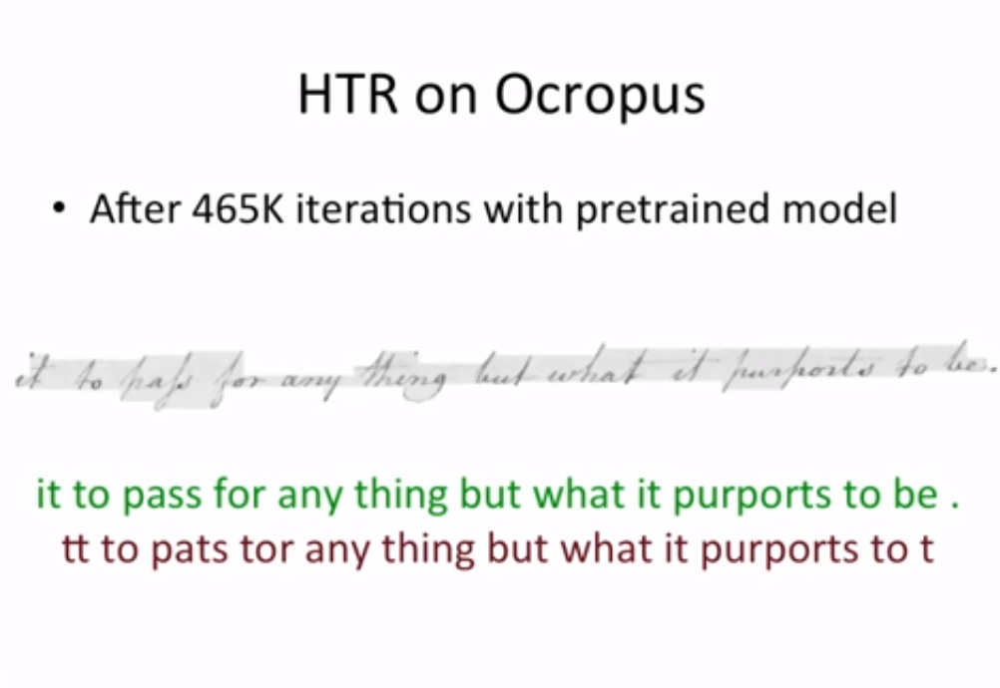 HTR on Ocropus
• After 465K iterations with pretrained model
it to pass for any thing but what it purports to be.
it to pass for any thing but what it purports to be .
tt to pats tor any thing but what it purports to t